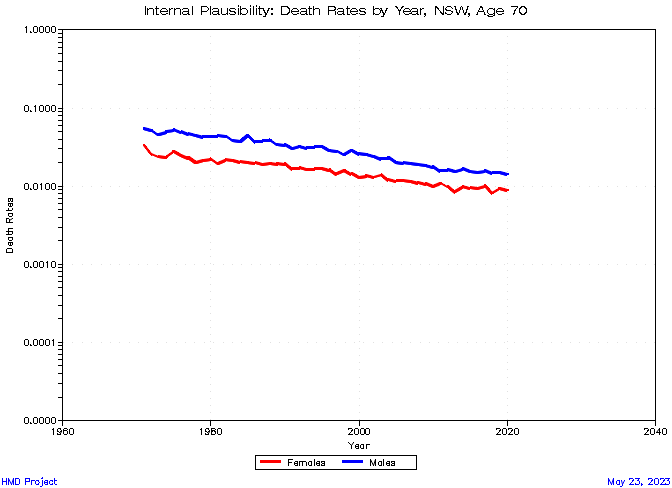 Internal Plausibility: Death Rates by Year, NSW, Age 70
1.0000
0.1000
0.0100
0.0010
0.0001
0.0000
Death Rates
1960
1980
2000
2020
2040
Year
Females
Males
HMD Project
May 23, 2023